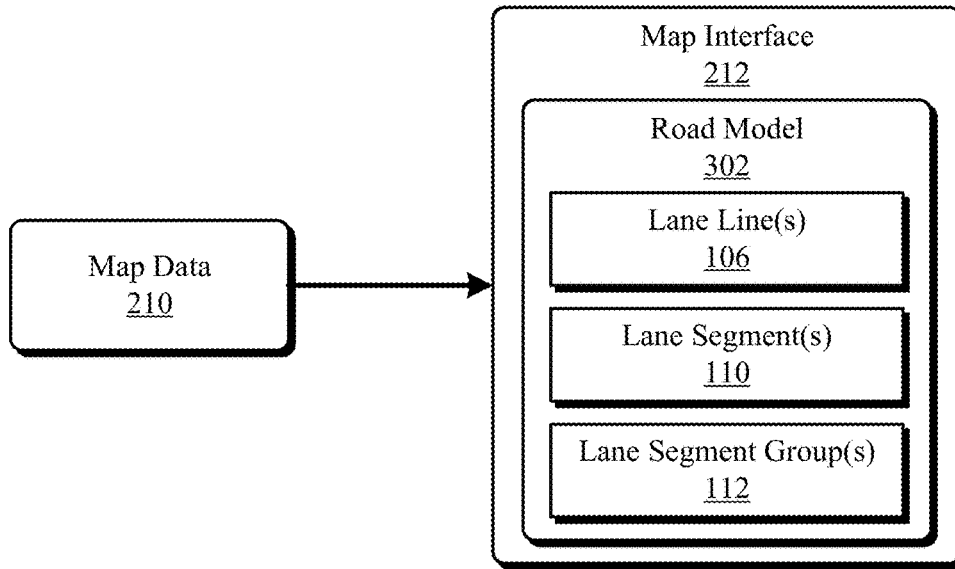 Map Data
210
Map Interface
212
Road Model
302
Lane Line(s)
106
Lane Segment(s)
110
Lane Segment Group(s)
112